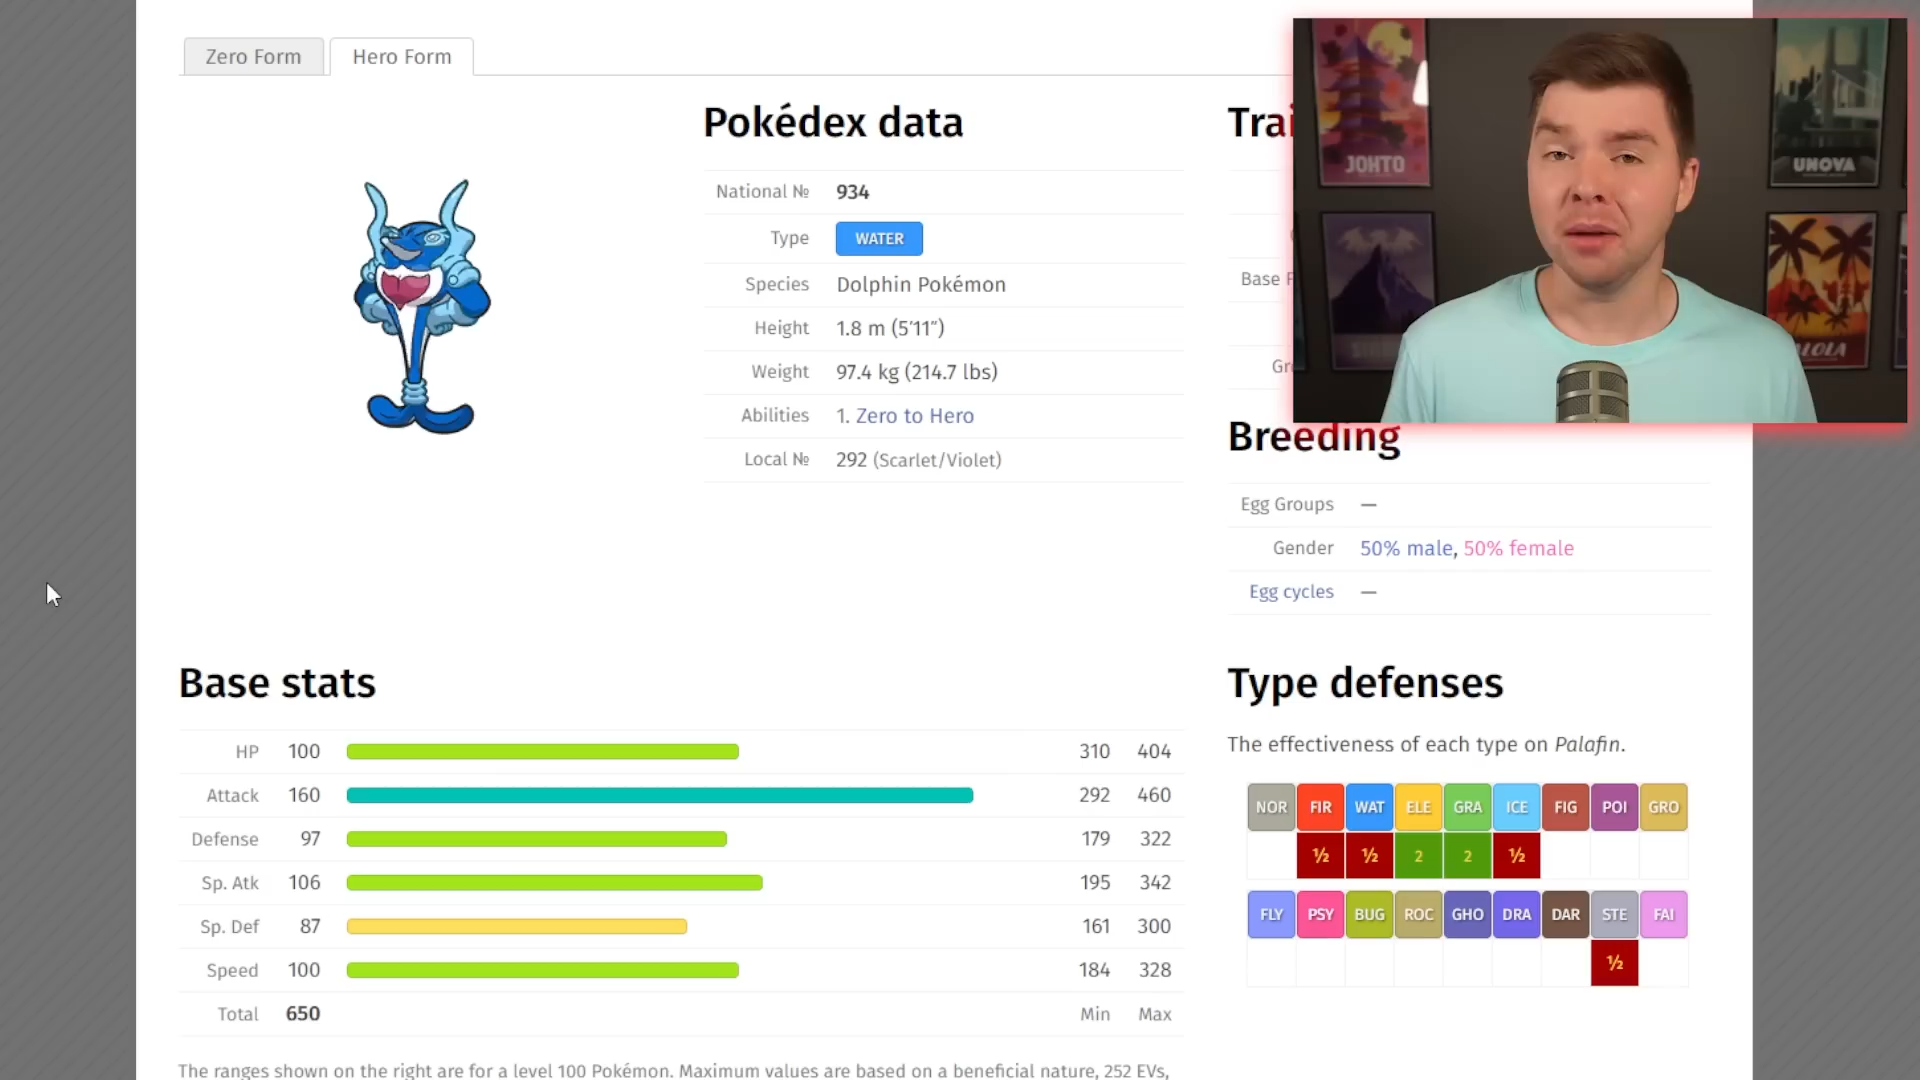 Zero Form
Hero Form
Pokédex data
National № 934
Type WATER
Species Dolphin Pokémon
Height 1.8 m (5'11")
Weight 97.4 kg (214.7 lbs)
Abilities 1. Zero to Hero
Local № 292 (Scarlet/Violet)
Base
JOHTO
UNOVA
Breeding
Egg Groups —
Gender 50% male, 50% female
Egg cycles —
Base stats
HP 100 310 404
Attack 160 292 460
Defense 97 179 322
Sp. Atk 106 195 342
Sp. Def 87 161 300
Speed 100 184 328
Total 650 Min Max
The ranges shown on the right are for a level 100 Pokémon. Maximum values are based on a beneficial nature, 252 EVs,
Type defenses
The effectiveness of each type on Palafin.
NOR FIR WAT ELE GRA ICE FIG POI GRO
½ ½ 2 2 ½
FLY PSY BUG ROC GHO DRA DAR STE FAI
½